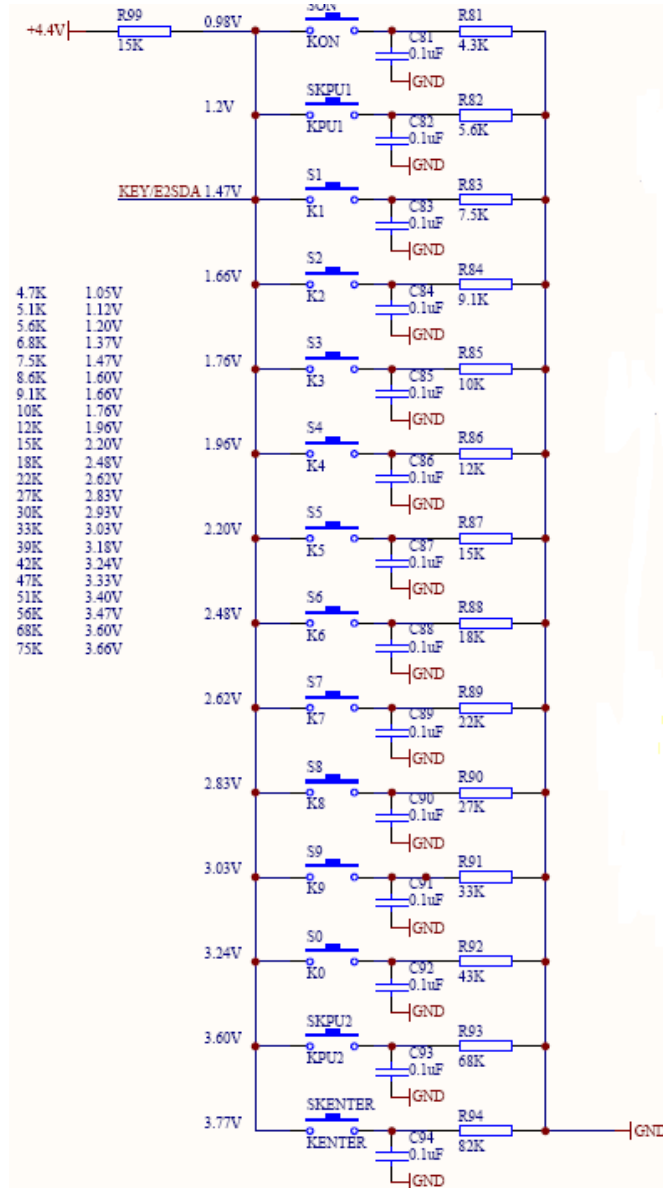 SON
+4.4V R99 15K 0.98V KON C81 0.1uF GND R81 4.3K
SKPU1
1.2V KPU1 C82 0.1uF GND R82 5.6K
S1
KEY/E2SDA 1.47V K1 C83 0.1uF GND R83 7.5K
S2
1.66V K2 C84 0.1uF GND R84 9.1K
S3
1.76V K3 C85 0.1uF GND R85 10K
S4
1.96V K4 C86 0.1uF GND R86 12K
S5
2.20V K5 C87 0.1uF GND R87 15K
S6
2.48V K6 C88 0.1uF GND R88 18K
S7
2.62V K7 C89 0.1uF GND R89 22K
S8
2.83V K8 C90 0.1uF GND R90 27K
S9
3.03V K9 C91 0.1uF GND R91 33K
S0
3.24V K0 C92 0.1uF GND R92 43K
SKPU2
3.60V KPU2 C93 0.1uF GND R93 68K
SKENTER
3.77V KENTER C94 0.1uF GND R94 82K GND
4.7K 1.05V
5.1K 1.12V
5.6K 1.20V
6.8K 1.37V
7.5K 1.47V
8.6K 1.60V
9.1K 1.66V
10K 1.76V
12K 1.96V
15K 2.20V
18K 2.48V
22K 2.62V
27K 2.83V
30K 2.93V
33K 3.03V
39K 3.18V
42K 3.24V
47K 3.33V
51K 3.40V
56K 3.47V
68K 3.60V
75K 3.66V